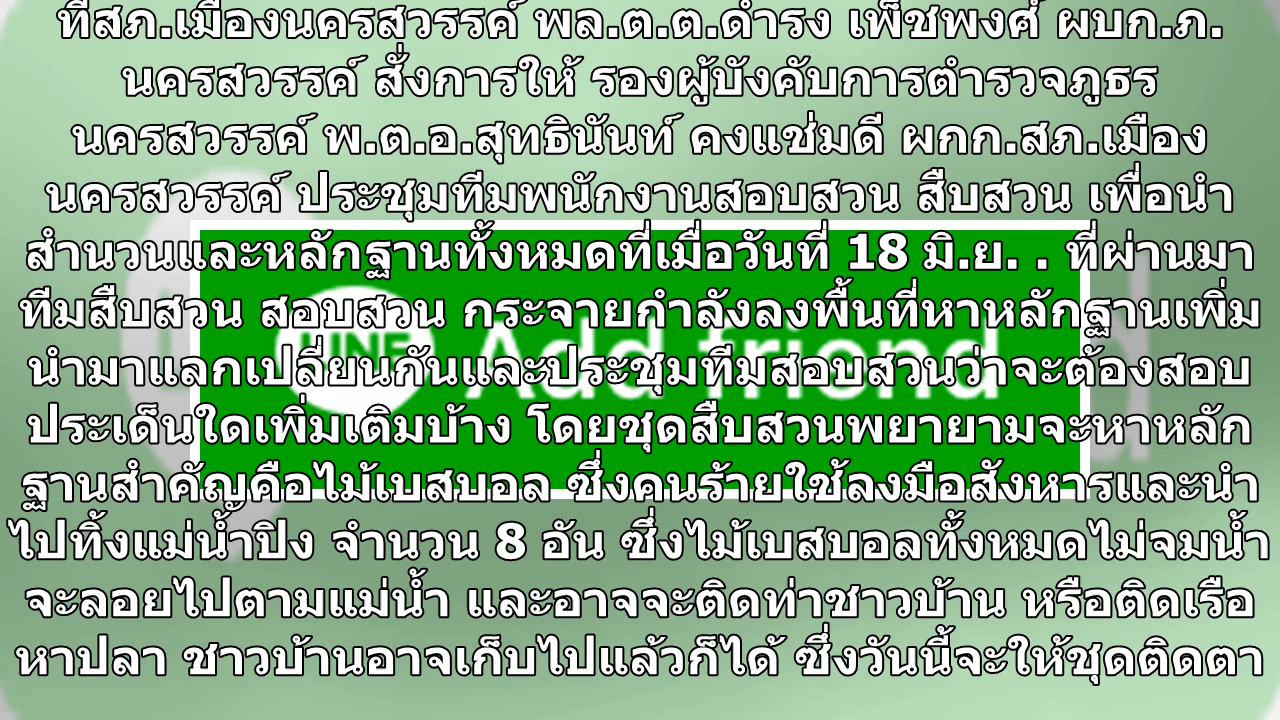 ที่สภ.เมืองนครสวรรค์ พล.ต.ต.ดำรง เพ็ชพงศ์ ผบก.ภ.
นครสวรรค์ สั่งการให้ รองผู้บังคับการตำรวจภูธร
นครสวรรค์ พ.ต.อ.สุทธินันท์ คงแช่มดี ผกก.สภ.เมือง
นครสวรรค์ ประชุมทีมพนักงานสอบสวน สืบสวน เพื่อนำ
สำนวนและหลักฐานทั้งหมดที่เมื่อวันที่ 18 มิ.ย. . ที่ผ่านมา
ทีมสืบสวน สอบสวน กระจายกำลังลงพื้นที่หาหลักฐานเพิ่ม
นำมาแลกเปลี่ยนกันและประชุมทีมสอบสวนว่าจะต้องสอบ
ประเด็นใดเพิ่มเติมบ้าง โดยชุดสืบสวนพยายามจะหาหลัก
ฐานสำคัญคือไม้เบสบอล ซึ่งคนร้ายใช้ลงมือสังหารและนำ
ไปทิ้งแม่น้ำปิง จำนวน 8 อัน ซึ่งไม้เบสบอลทั้งหมดไม่จมน้ำ
จะลอยไปตามแม่น้ำ และอาจจะติดท่าชาวบ้าน หรือติดเรือ
หาปลา ชาวบ้านอาจเก็บไปแล้วก็ได้ ซึ่งวันนี้จะให้ชุดติดตา
LINE Add friend